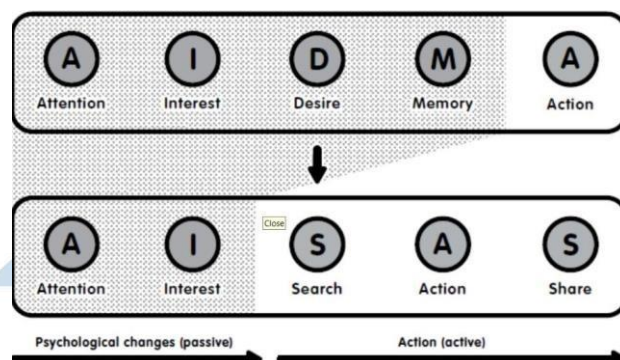 A I D M A
Attention Interest Desire Memory Action
Close
A I S A S
Attention Interest Search Action Share
Psychological changes (passive) Action (active)